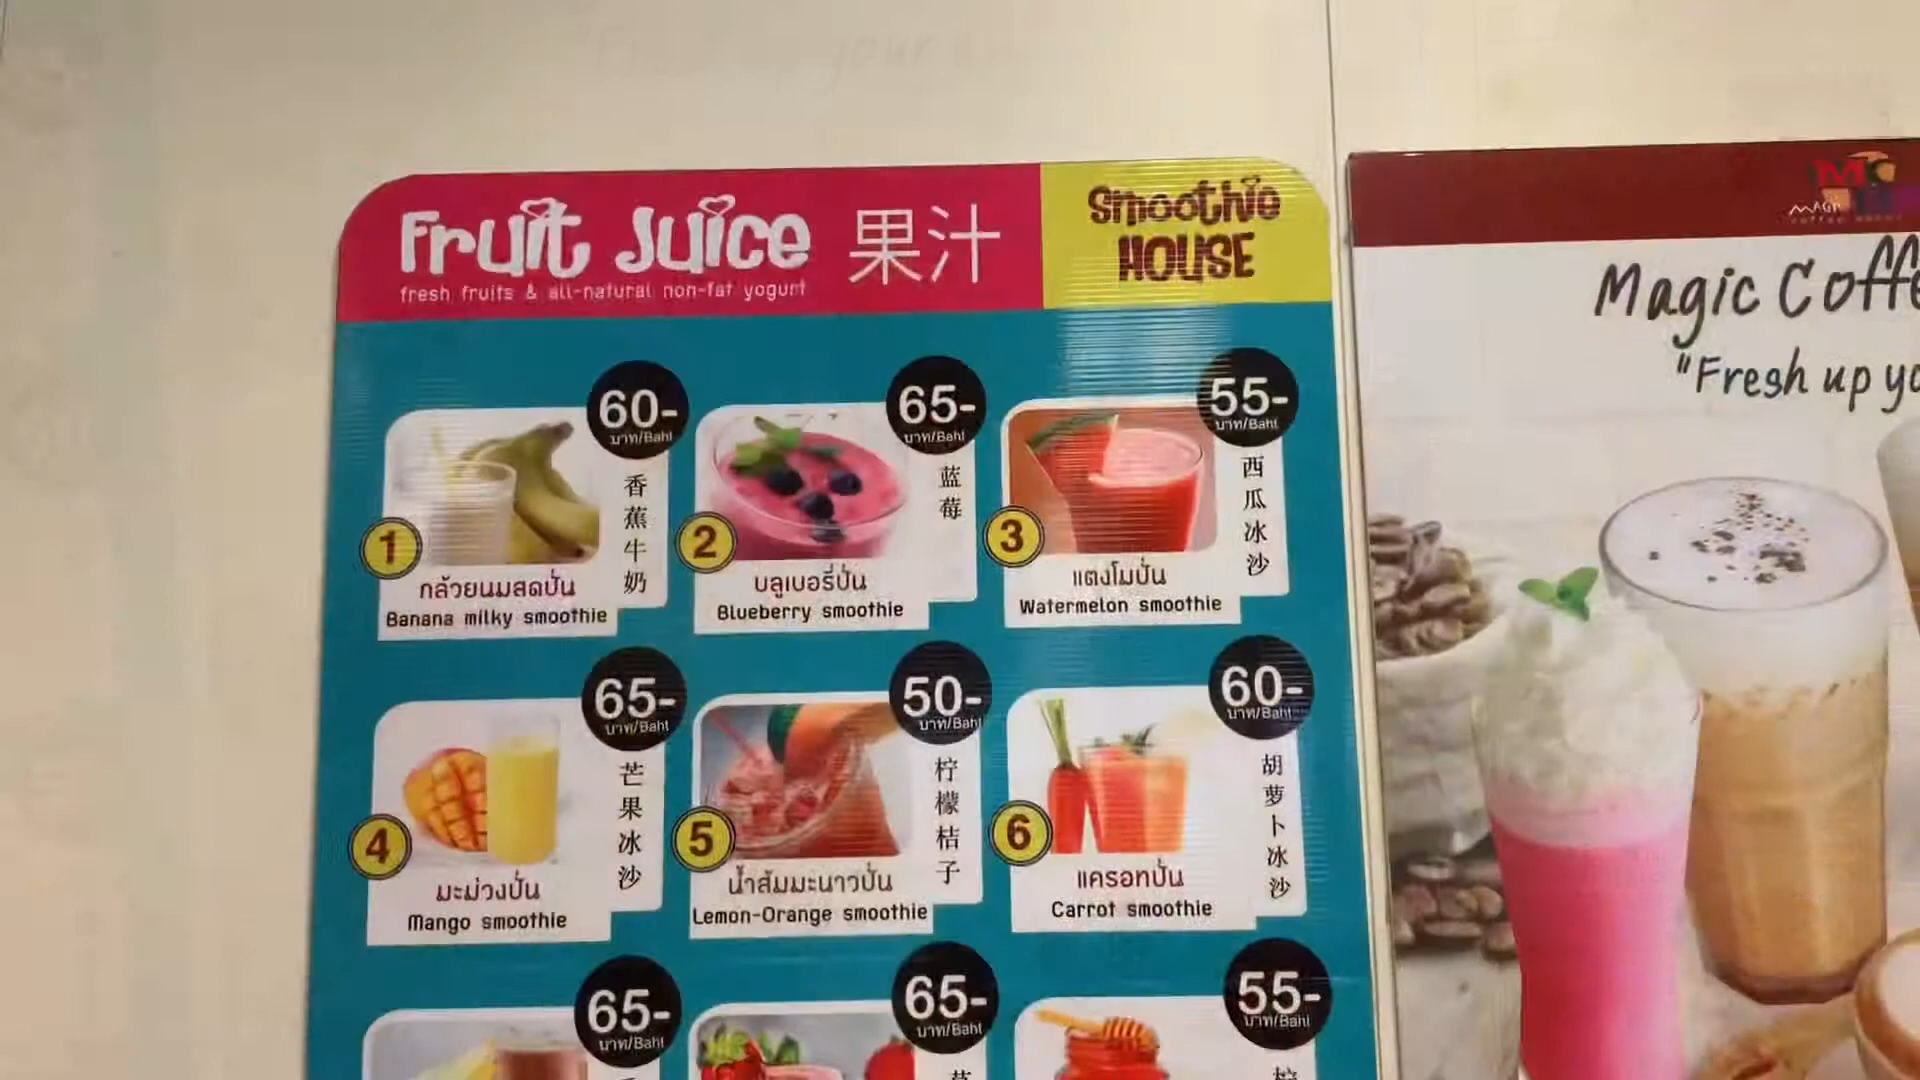 Fruit Juice 果汁
fresh fruits & all-natural non-fat yogurt
Smoothie
HOUSE
60-
บาท/Baht
香蕉牛奶
1
กล้วยนมสดปั่น
Banana milky smoothie
65-
บาท/Baht
蓝莓
2
บลูเบอรี่ปั่น
Blueberry smoothie
55-
บาท/Baht
西瓜冰沙
3
แตงโมปั่น
Watermelon smoothie
65-
บาท/Baht
芒果冰沙
4
มะม่วงปั่น
Mango smoothie
50-
บาท/Baht
柠檬桔子
5
น้ำส้มมะนาวปั่น
Lemon-Orange smoothie
60-
บาท/Baht
胡萝卜冰沙
6
แครอทปั่น
Carrot smoothie
65-
บาท/Baht
65-
บาท/Baht
55-
บาท/Baht
Magic Coffe
"Fresh up yo